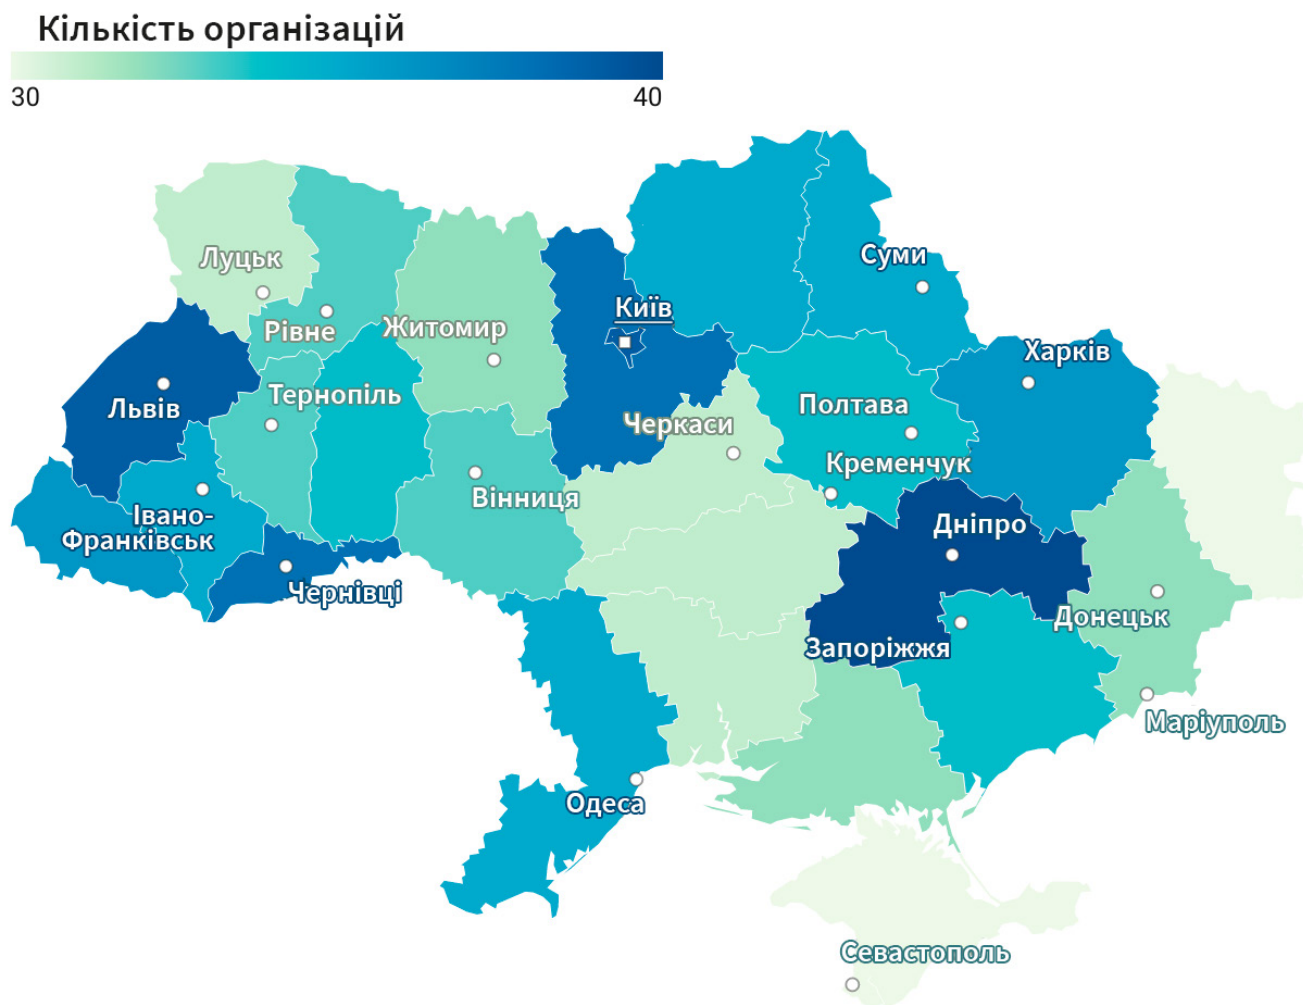 Кількість організацій
30
40
Луцьк
Суми
Київ
Рівне
Житомир
Харків
Львів
Тернопіль
Полтава
Черкаси
Кременчук
Вінниця
Івано-
Франківськ
Дніпро
Чернівці
Донецьк
Запоріжжя
Маріуполь
Одеса
Севастополь